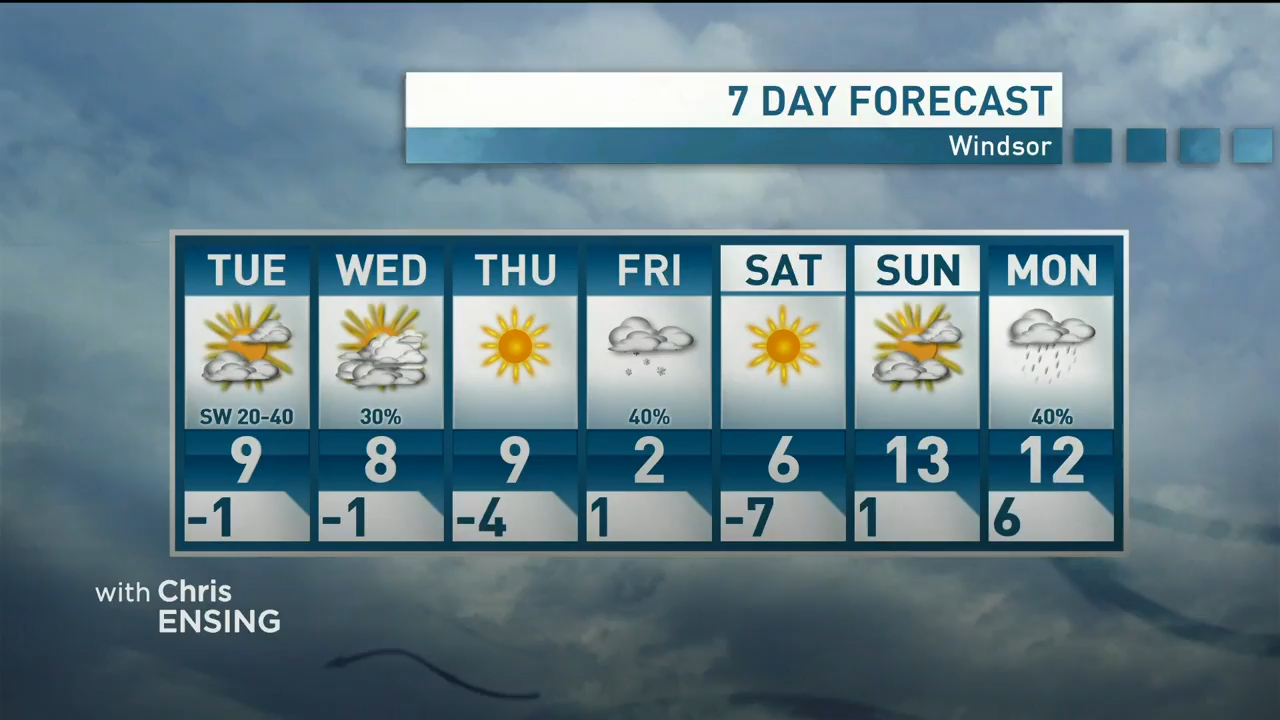 7 DAY FORECAST
Windsor
TUE WED THU FRI SAT SUN MON
SW 20-40 30% 40% 40%
9 8 9 2 6 13 12
-1 -1 -4 1 -7 1 6
with Chris
ENSING